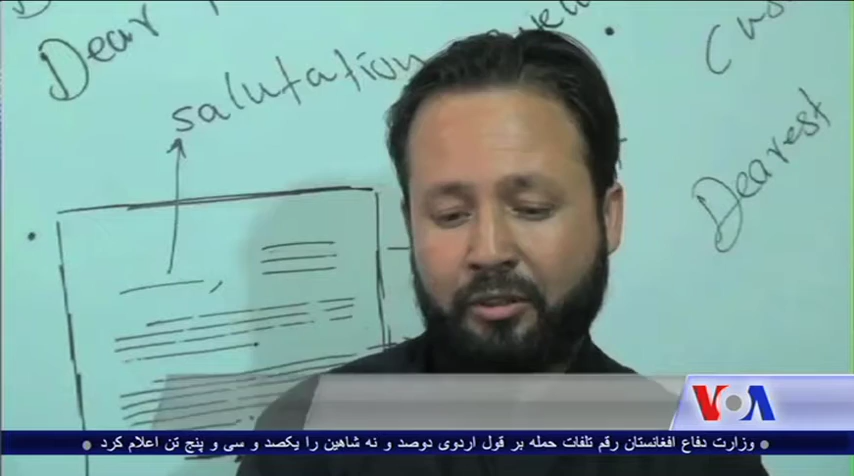 Dear
salutation
Dearest
VOA
وزارت دفاع افغانستان رقم تلفات حمله بر قول اردوی دوصد و نه شاهین را یکصد و سی و پنج تن اعلام کرد